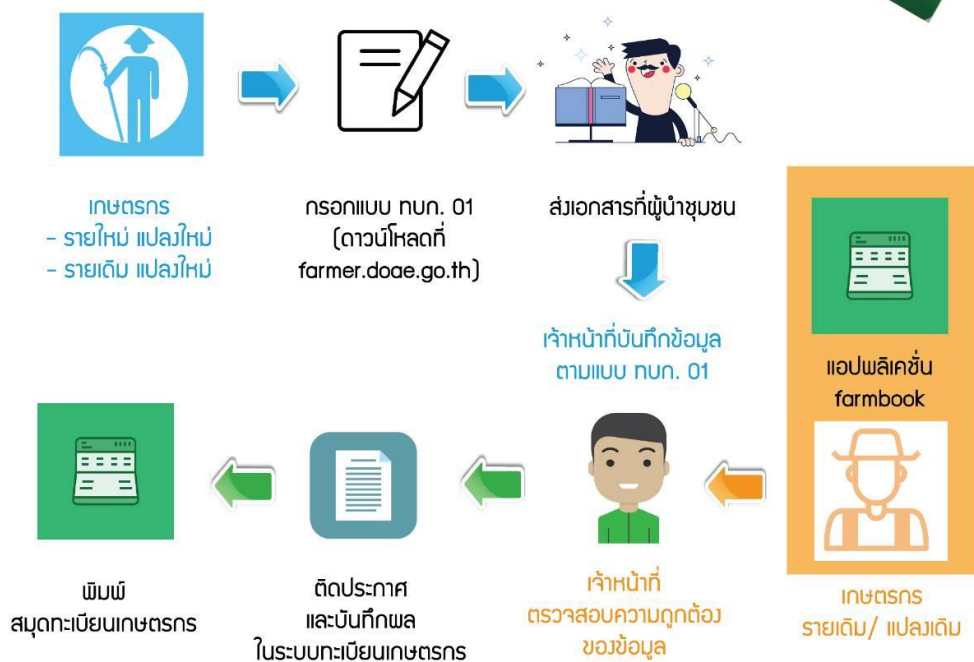 เกษตรกร
- รายใหม่ แปลงใหม่
- รายเดิม แปลงใหม่
กรอกแบบ ทบก. 01
(ดาวน์โหลดที่
farmer.doae.go.th)
ส่งเอกสารที่ผู้นำชุมชน
เจ้าหน้าที่บันทึกข้อมูล
ตามแบบ ทบก. 01
แอปพลิเคชั่น
farmbook
เกษตรกร
รายเดิม/ แปลงเดิม
เจ้าหน้าที่
ตรวจสอบความถูกต้อง
ของข้อมูล
ติดประกาศ
และบันทึกผล
ในระบบทะเบียนเกษตรกร
พิมพ์
สมุดทะเบียนเกษตรกร